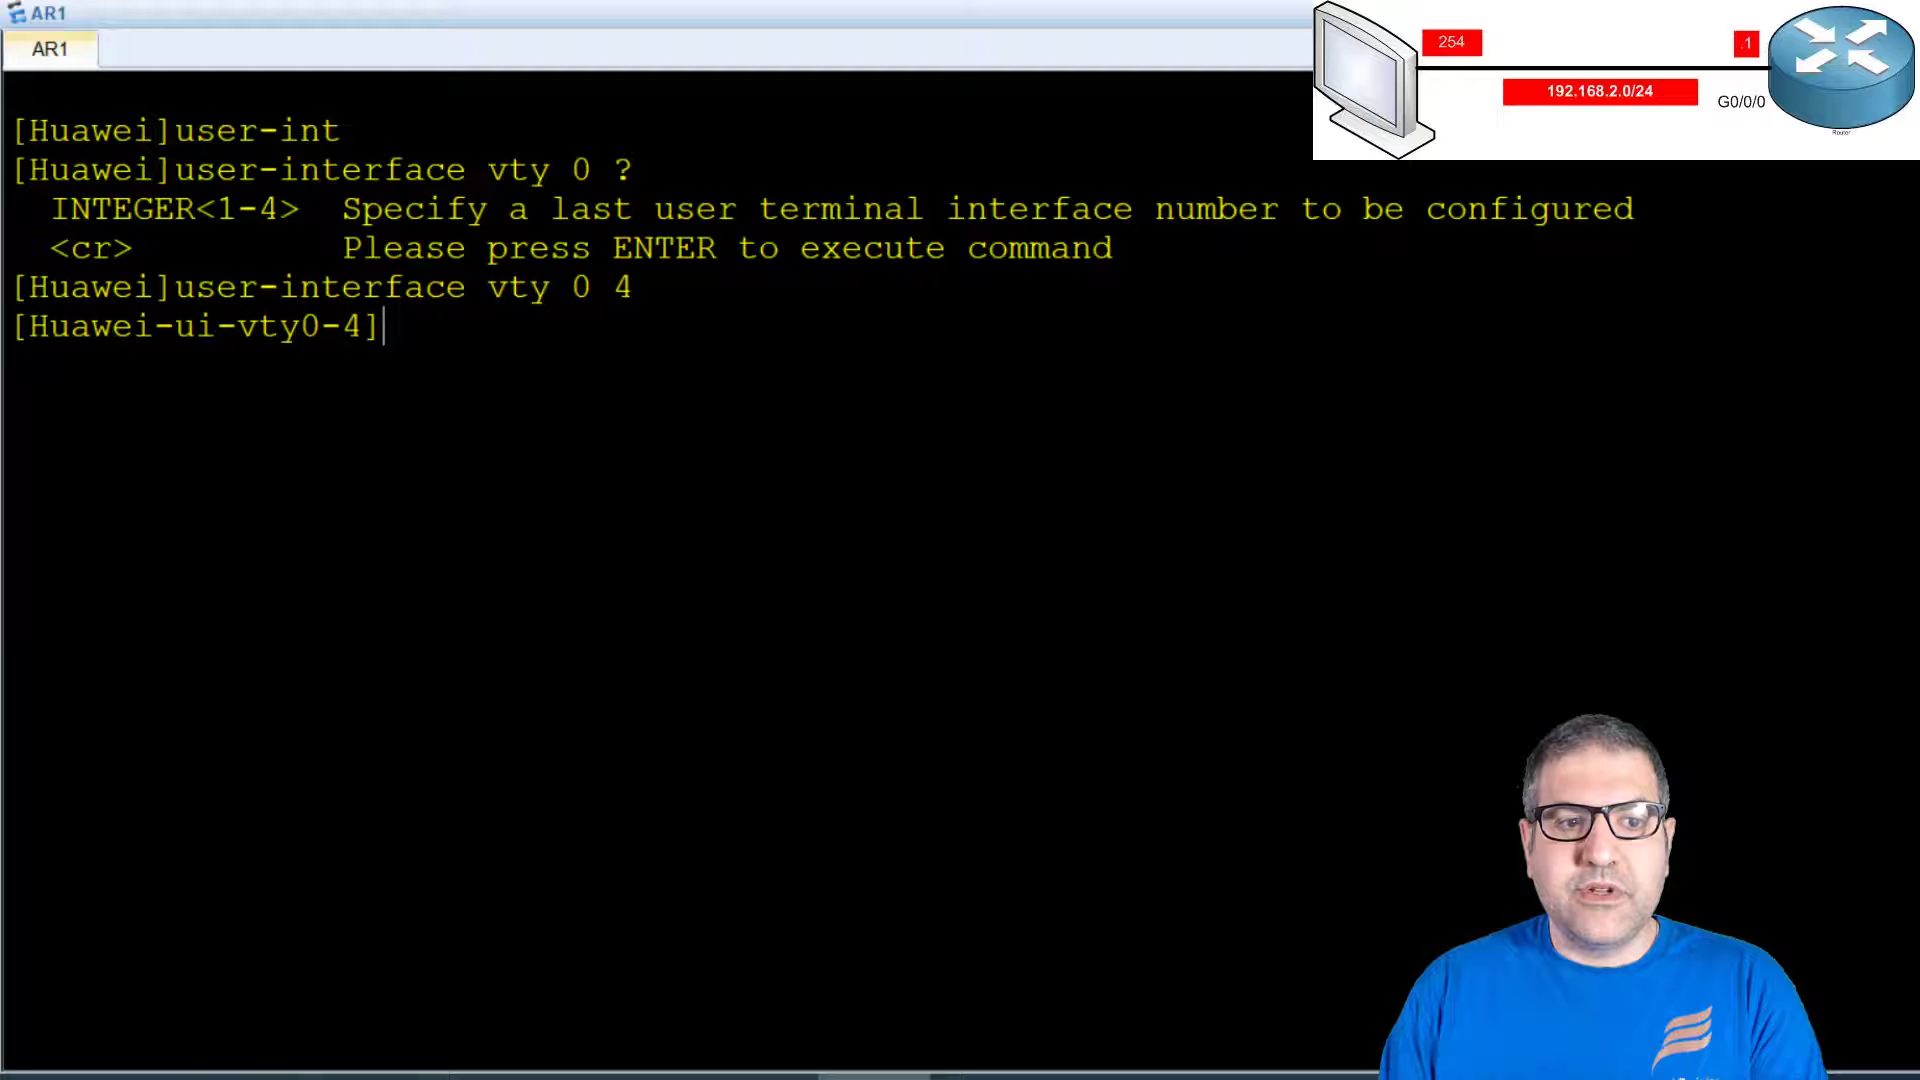 AR1
AR1
254
.1
192.168.2.0/24
G0/0/0
Router
[Huawei]user-int
[Huawei]user-interface vty 0 ?
INTEGER<1-4> Specify a last user terminal interface number to be configured
<cr> Please press ENTER to execute command
[Huawei]user-interface vty 0 4
[Huawei-ui-vty0-4]